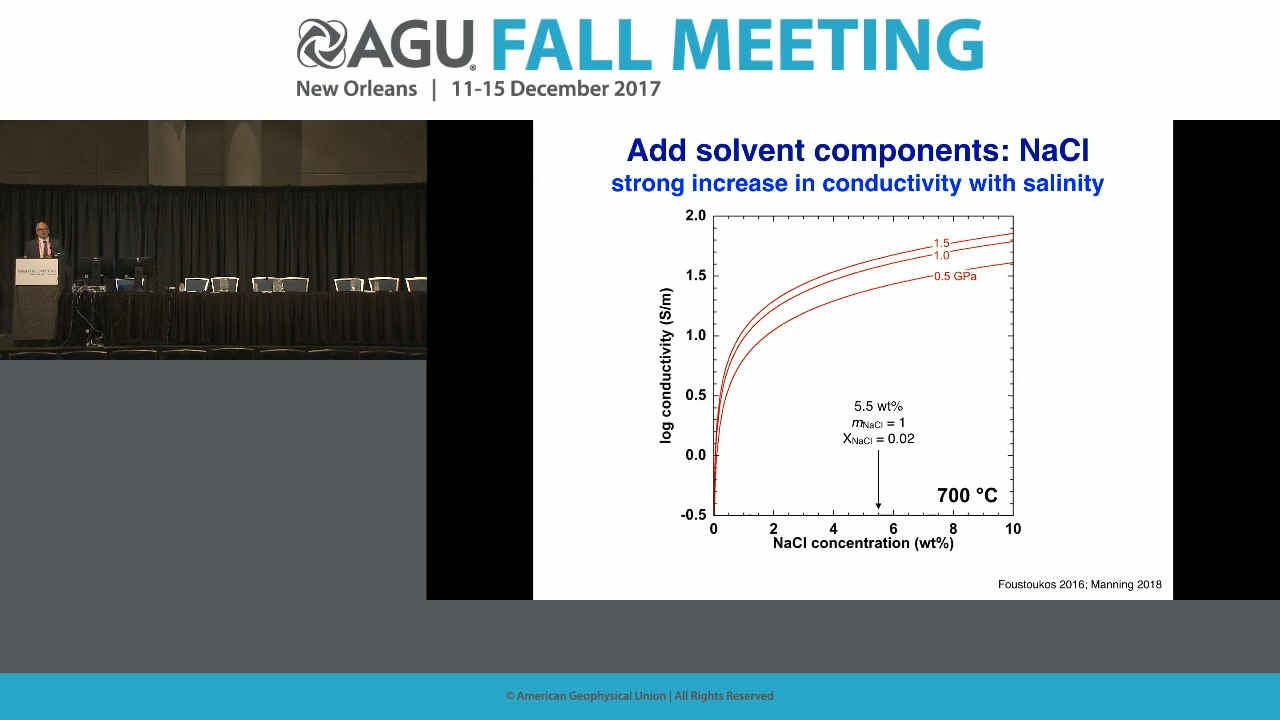 AGU FALL MEETING
New Orleans | 11-15 December 2017
Add solvent components: NaCl
strong increase in conductivity with salinity
2.0
1.5
1.0
0.5
0.0
-0.5
log conductivity (S/m)
1.5
1.0
0.5 GPa
5.5 wt%
mNaCl = 1
XNaCl = 0.02
700 °C
0 2 4 6 8 10
NaCl concentration (wt%)
Foustoukos 2016; Manning 2018
© American Geophysical Union | All Rights Reserved